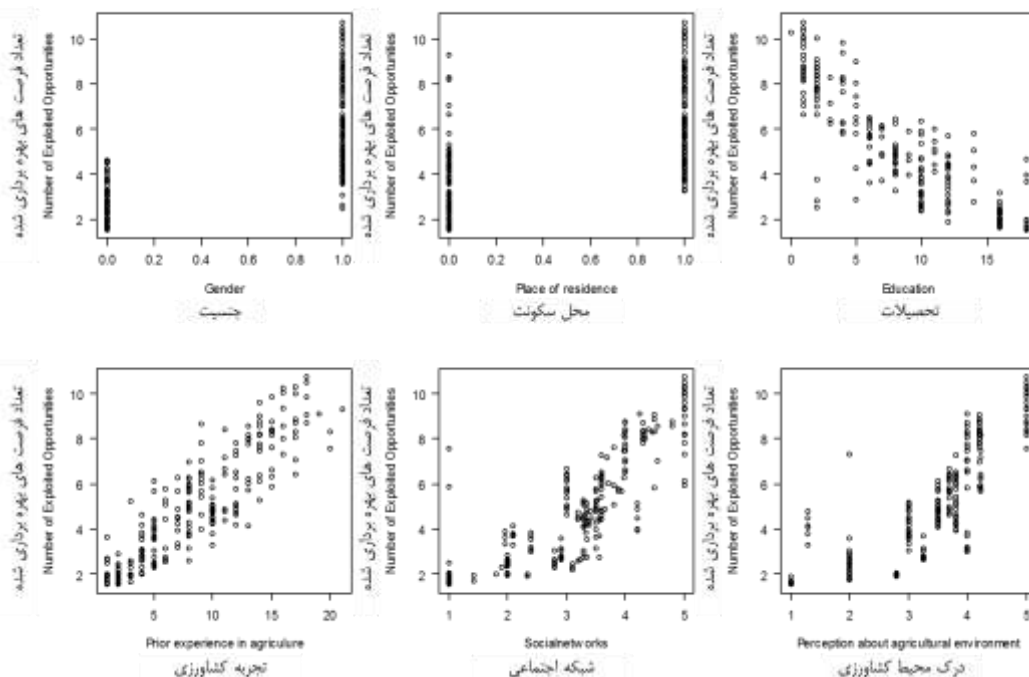 تعداد فرصت های بهره برداری شده
Number of Exploited Opportunities
10
8
6
4
2
0.0 0.2 0.4 0.6 0.8 1.0
Gender
جنسیت
تعداد فرصت های بهره برداری شده
Number of Exploited Opportunities
10
8
6
4
2
0.0 0.2 0.4 0.6 0.8 1.0
Place of residence
محل سکونت
تعداد فرصت های بهره برداری شده
Number of Exploited Opportunities
10
8
6
4
2
0 5 10 15
Education
تحصیلات
تعداد فرصت های بهره برداری شده
Number of Exploited Opportunities
10
8
6
4
2
5 10 15 20
Prior experience in agriculure
تجربه کشاورزی
تعداد فرصت های بهره برداری شده
Number of Exploited Opportunities
10
8
6
4
2
1 2 3 4 5
Socialnetworks
شبکه اجتماعی
تعداد فرصت های بهره برداری شده
Number of Exploited Opportunities
10
8
6
4
2
1 2 3 4 5
Perception about agricultural environment
درک محیط کشاورزی